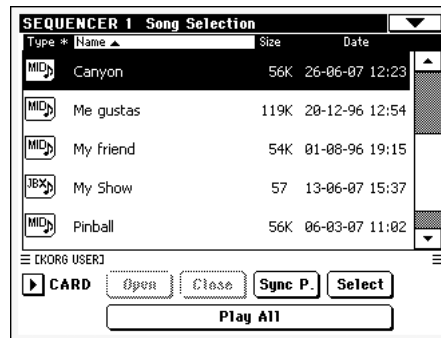 SEQUENCER 1 Song Selection
Type * Name ▲ Size Date
MID Canyon 56K 26-06-07 12:23
MID Me gustas 119K 20-12-96 12:54
MID My friend 54K 01-08-96 19:15
JBX My Show 57 13-06-07 15:37
MID Pinball 56K 06-03-07 11:02
[KORG USER]
CARD Open Close Sync P. Select
Play All